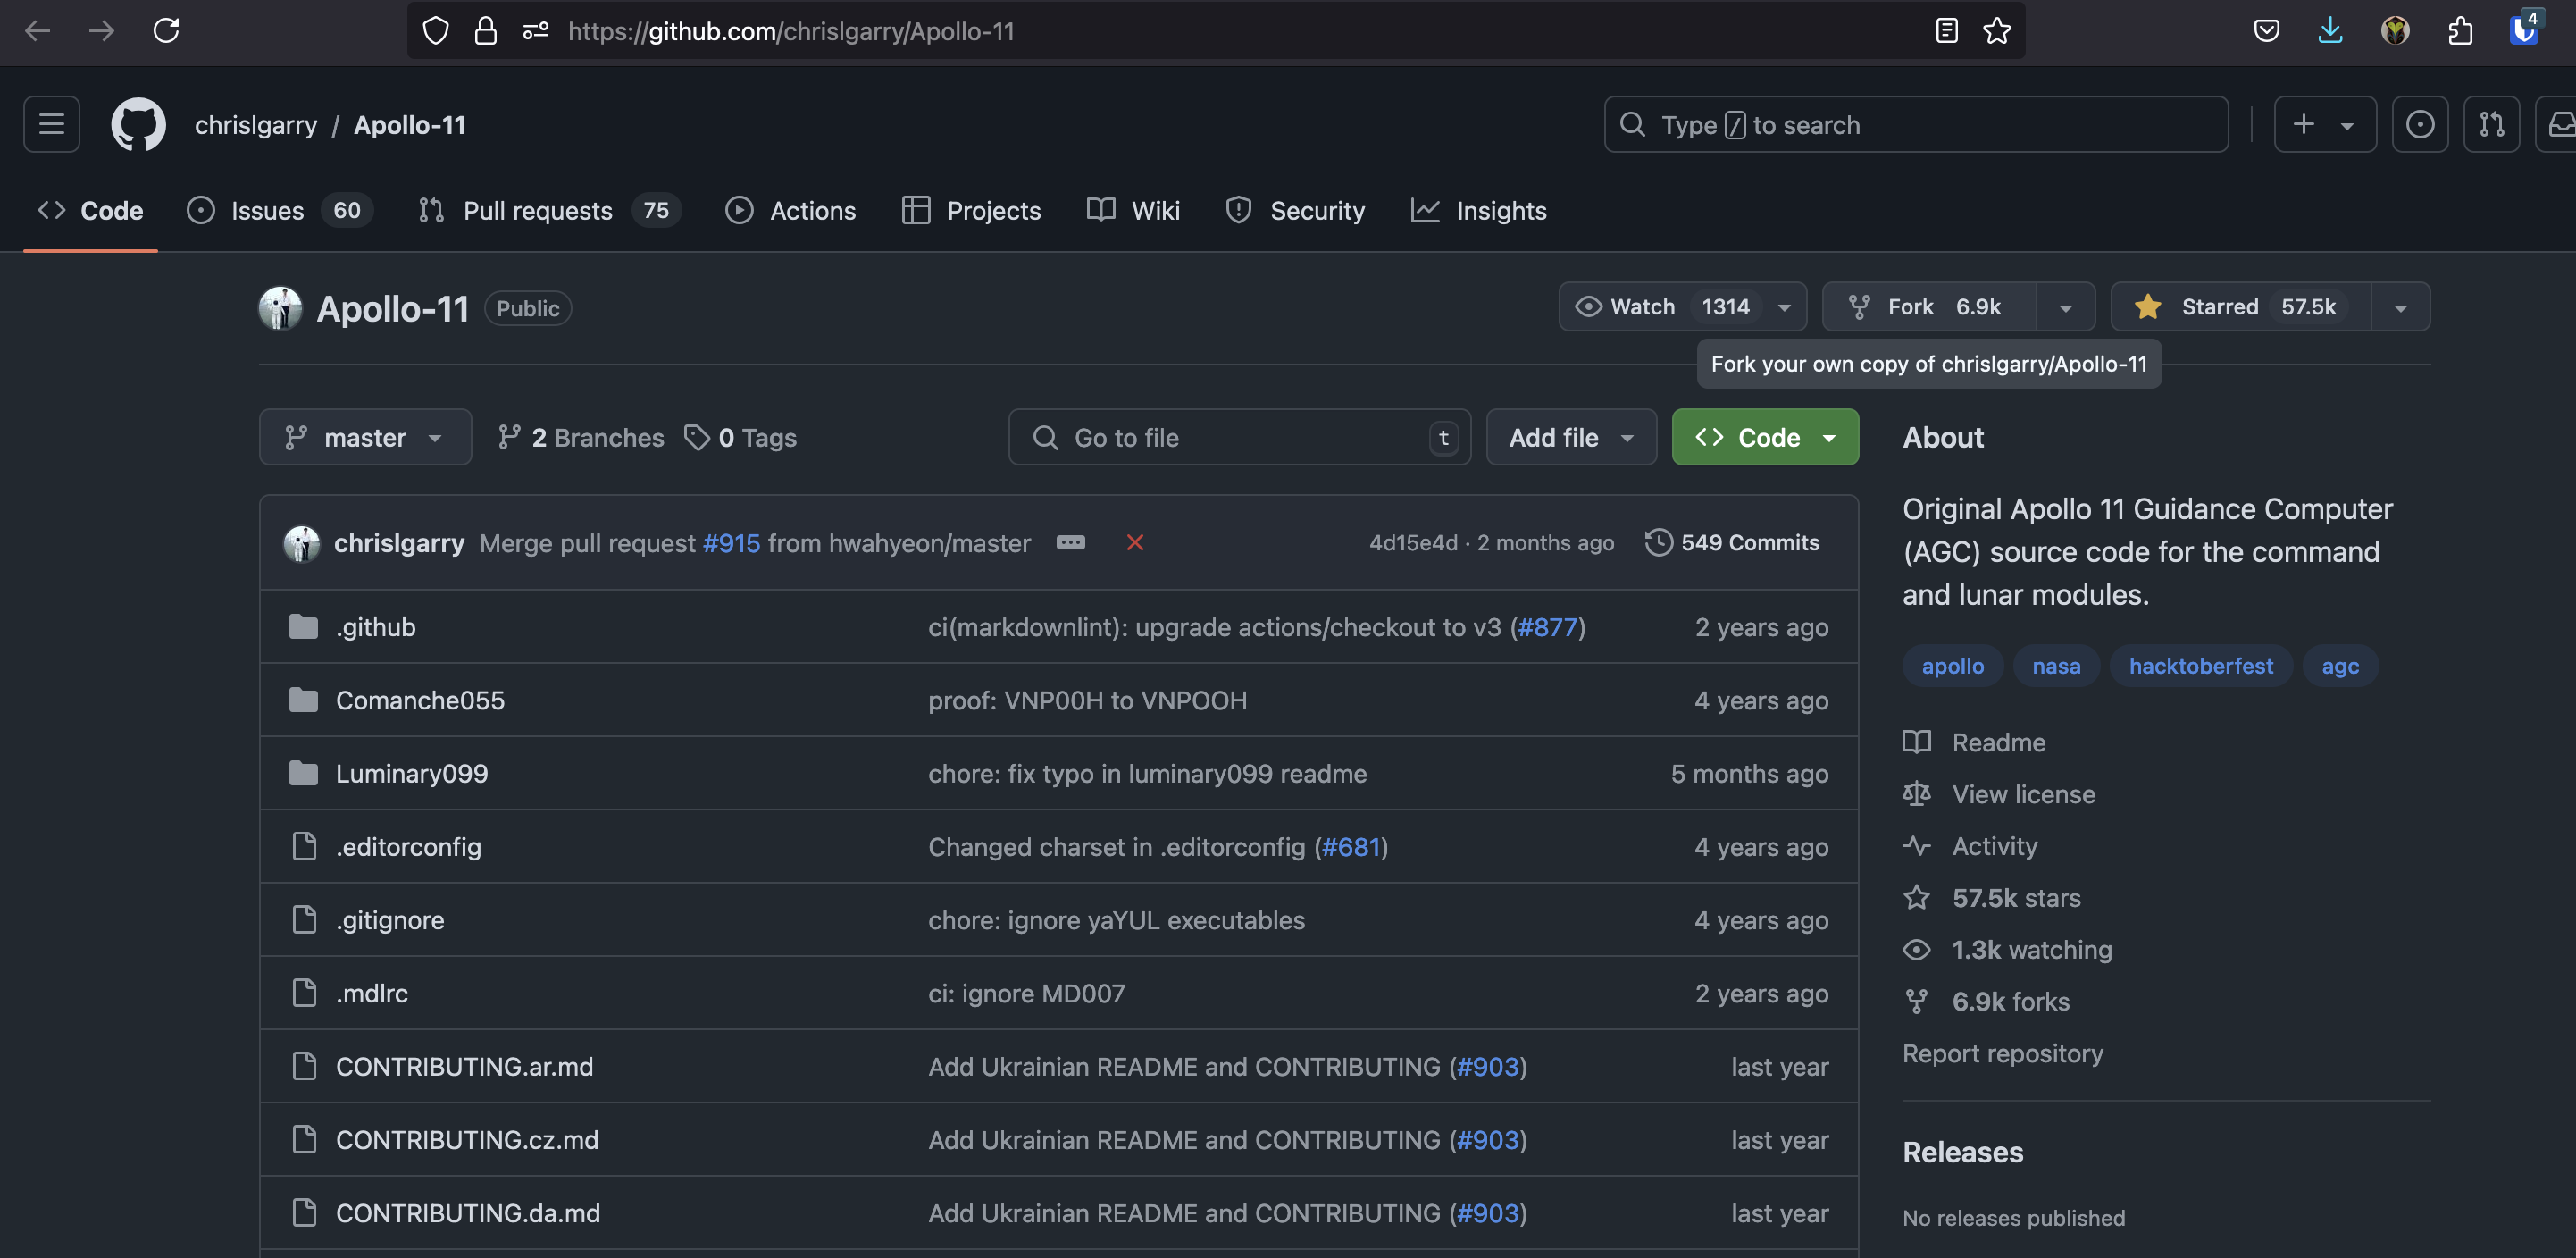 https://github.com/chrislgarry/Apollo-11
4
chrislgarry / Apollo-11
Type / to search
Code
Issues 60
Pull requests 75
Actions
Projects
Wiki
Security
Insights
Apollo-11 Public
Watch 1314
Fork 6.9k
Starred 57.5k
Fork your own copy of chrislgarry/Apollo-11
master
2 Branches
0 Tags
Go to file t
Add file
Code
chrislgarry Merge pull request #915 from hwahyeon/master 4d15e4d · 2 months ago 549 Commits
.github ci(markdownlint): upgrade actions/checkout to v3 (#877) 2 years ago
Comanche055 proof: VNP00H to VNPOOH 4 years ago
Luminary099 chore: fix typo in luminary099 readme 5 months ago
.editorconfig Changed charset in .editorconfig (#681) 4 years ago
.gitignore chore: ignore yaYUL executables 4 years ago
.mdlrc ci: ignore MD007 2 years ago
CONTRIBUTING.ar.md Add Ukrainian README and CONTRIBUTING (#903) last year
CONTRIBUTING.cz.md Add Ukrainian README and CONTRIBUTING (#903) last year
CONTRIBUTING.da.md Add Ukrainian README and CONTRIBUTING (#903) last year
About
Original Apollo 11 Guidance Computer
(AGC) source code for the command
and lunar modules.
apollo nasa hacktoberfest agc
Readme
View license
Activity
57.5k stars
1.3k watching
6.9k forks
Report repository
Releases
No releases published